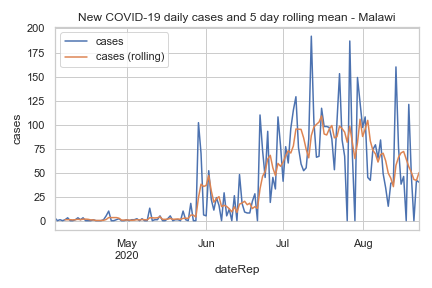 New COVID-19 daily cases and 5 day rolling mean - Malawi
cases
cases (rolling)
200
175
150
125
100
75
50
25
0
cases
May
2020
Jun
Jul
Aug
dateRep